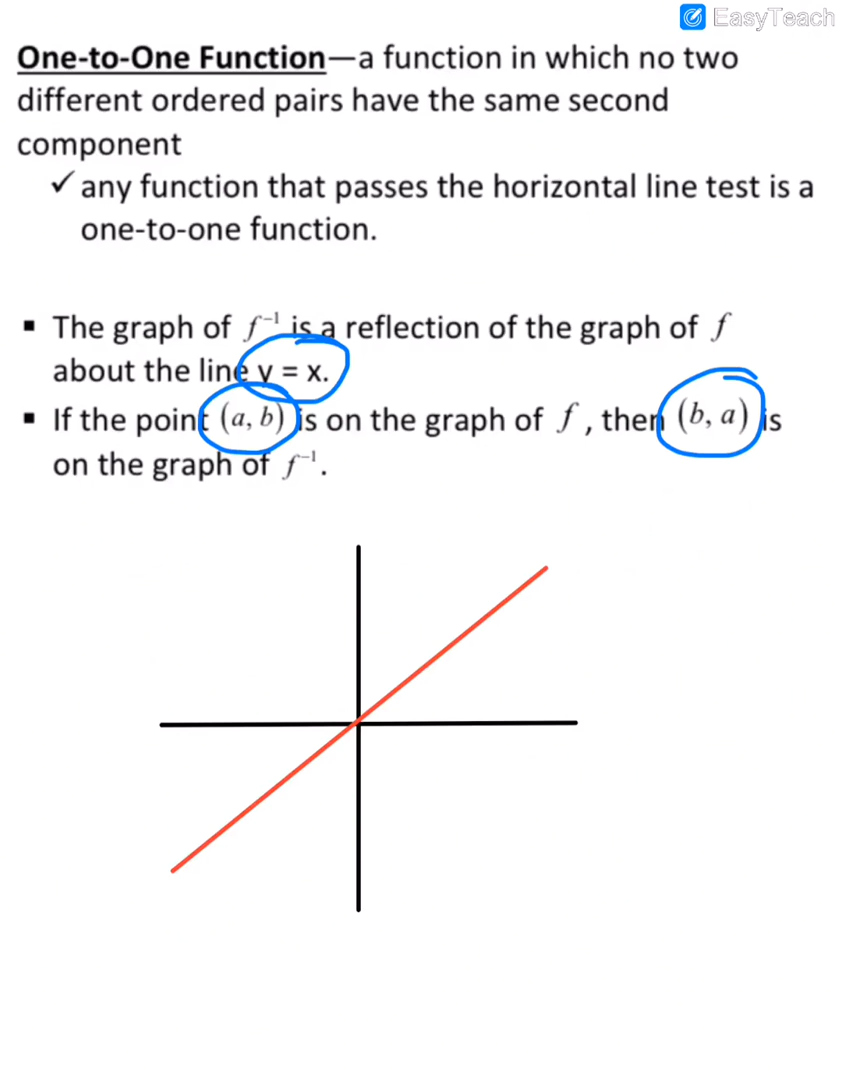 EasyTeach
One-to-One Function—a function in which no two
different ordered pairs have the same second
component
✓ any function that passes the horizontal line test is a
one-to-one function.
▪ The graph of f⁻¹ is a reflection of the graph of f
about the line y = x.
▪ If the point (a, b) is on the graph of f , then (b, a) is
on the graph of f⁻¹.